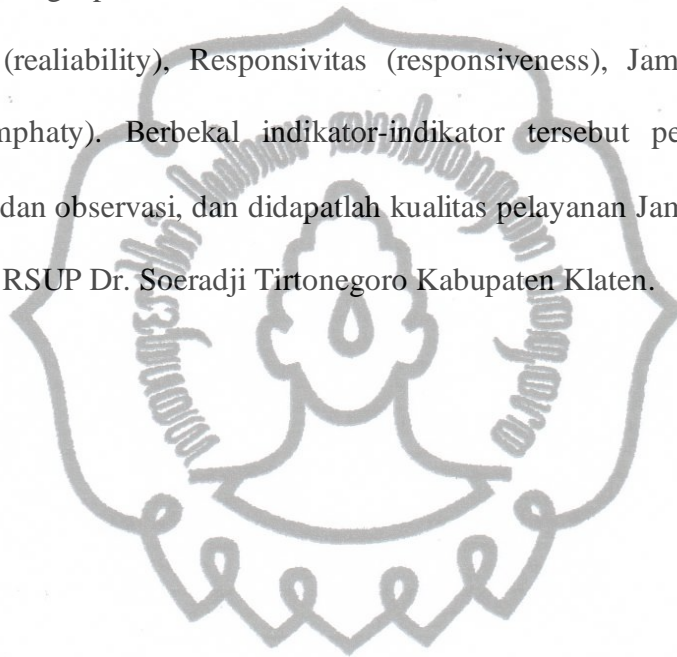 (realiability), Responsivitas (responsiveness), Jam
mphaty). Berbekal indikator-indikator tersebut pe
dan observasi, dan didapatlah kualitas pelayanan Jam
RSUP Dr. Soeradji Tirtonegoro Kabupaten Klaten.